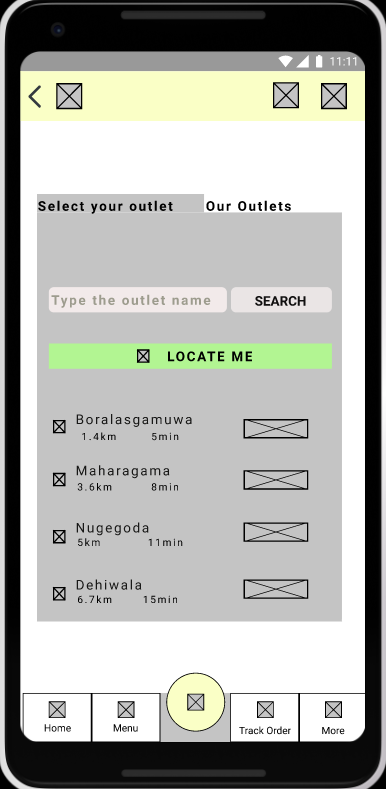 11:11
Select your outlet Our Outlets
Type the outlet name SEARCH
LOCATE ME
Boralasgamuwa
1.4km 5min
Maharagama
3.6km 8min
Nugegoda
5km 11min
Dehiwala
6.7km 15min
Home Menu Track Order More